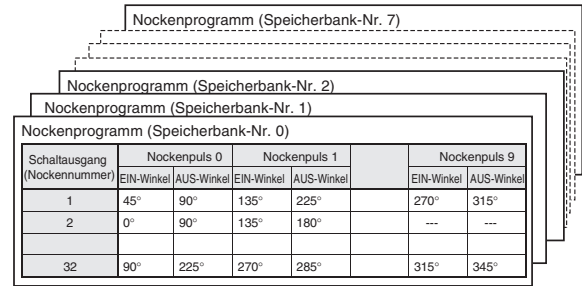 Nockenprogramm (Speicherbank-Nr. 7)
Nockenprogramm (Speicherbank-Nr. 2)
Nockenprogramm (Speicherbank-Nr. 1)
Nockenprogramm (Speicherbank-Nr. 0)
Schaltausgang (Nockennummer) Nockenpuls 0 Nockenpuls 1 Nockenpuls 9
EIN-Winkel AUS-Winkel EIN-Winkel AUS-Winkel EIN-Winkel AUS-Winkel
1 45° 90° 135° 225° 270° 315°
2 0° 90° 135° 180° --- ---
32 90° 225° 270° 285° 315° 345°